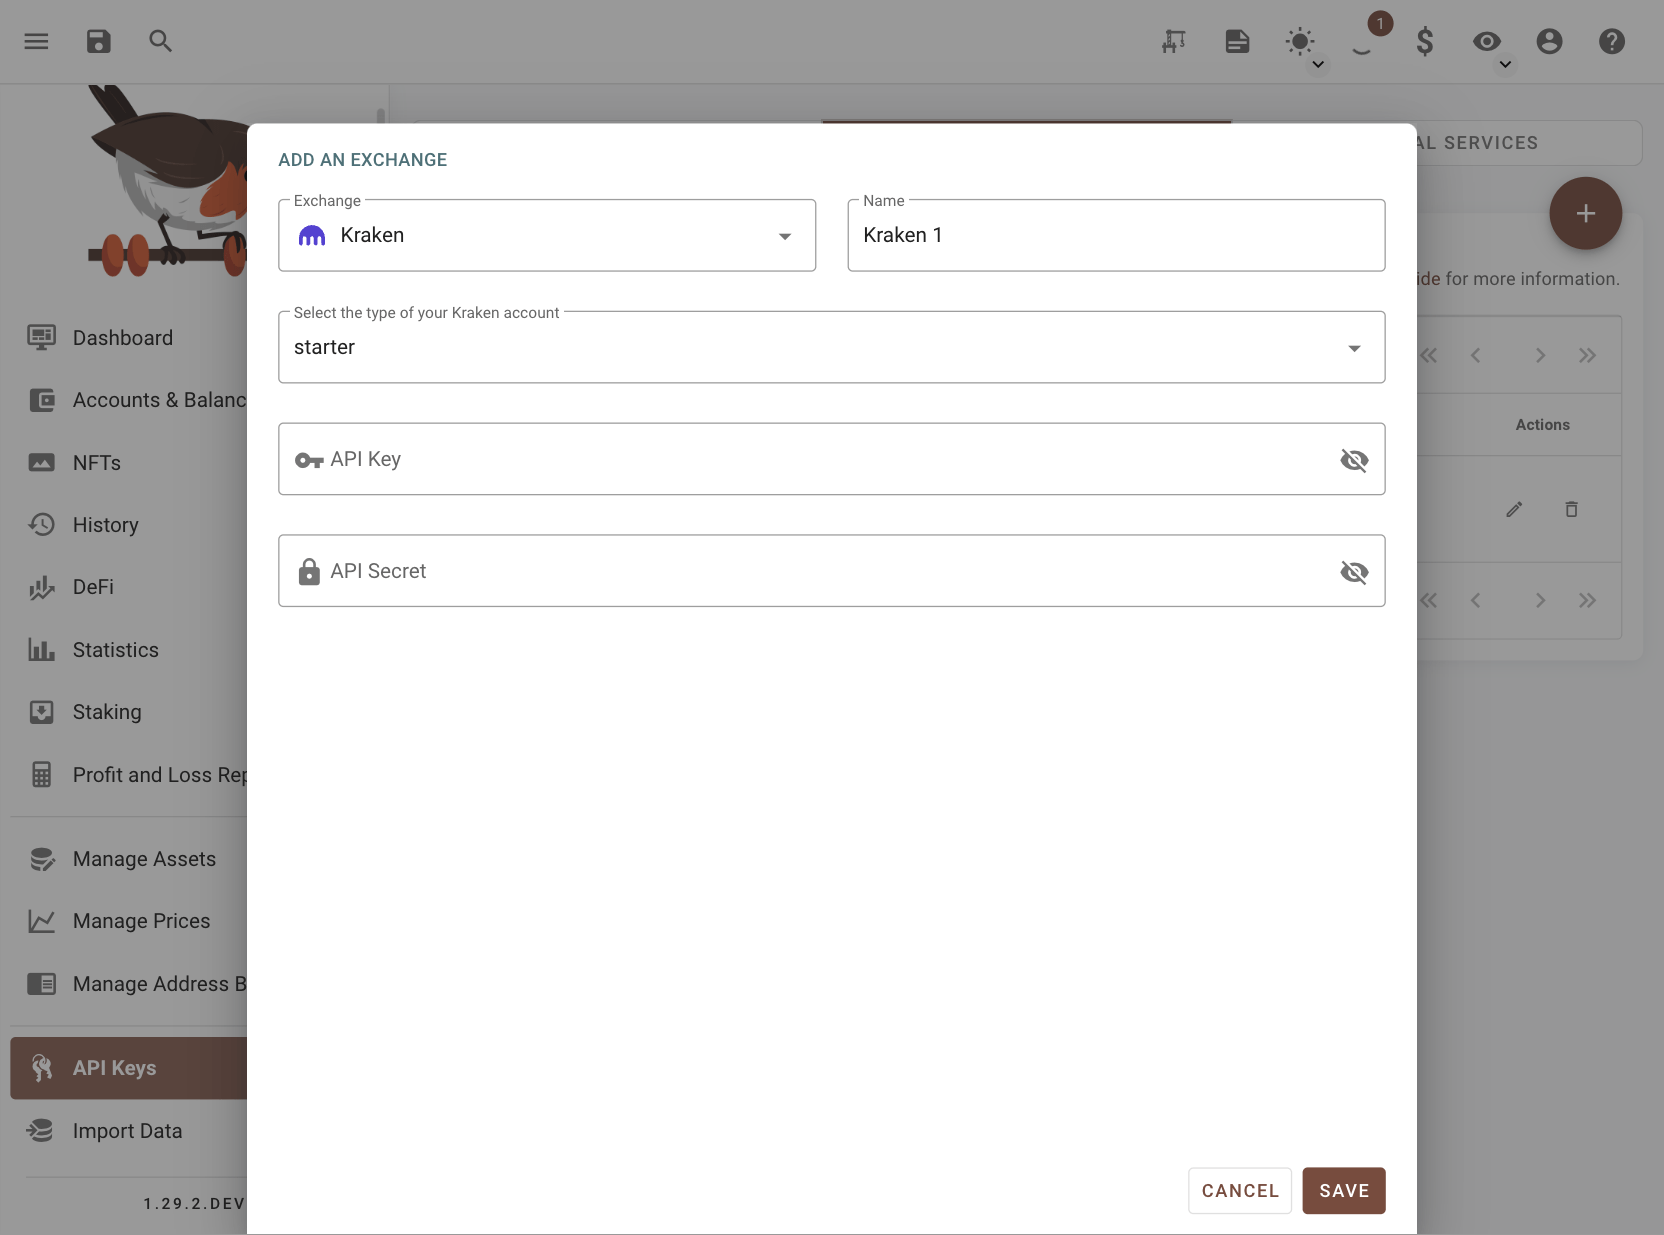 1
AL SERVICES
ADD AN EXCHANGE
Exchange
Kraken
Name
Kraken 1
ide for more information.
Select the type of your Kraken account
starter
Dashboard
Accounts & Balanc
Actions
API Key
NFTs
History
API Secret
DeFi
Statistics
Staking
Profit and Loss Rep
Manage Assets
Manage Prices
Manage Address B
API Keys
Import Data
CANCEL
SAVE
1.29.2.DEV